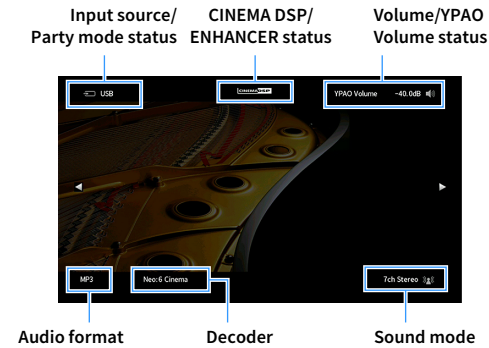 Input source/
Party mode status
CINEMA DSP/
ENHANCER status
Volume/YPAO
Volume status
USB
CINEMA DSP
YPAO Volume -40.0dB
MP3
Neo:6 Cinema
7ch Stereo
Audio format
Decoder
Sound mode